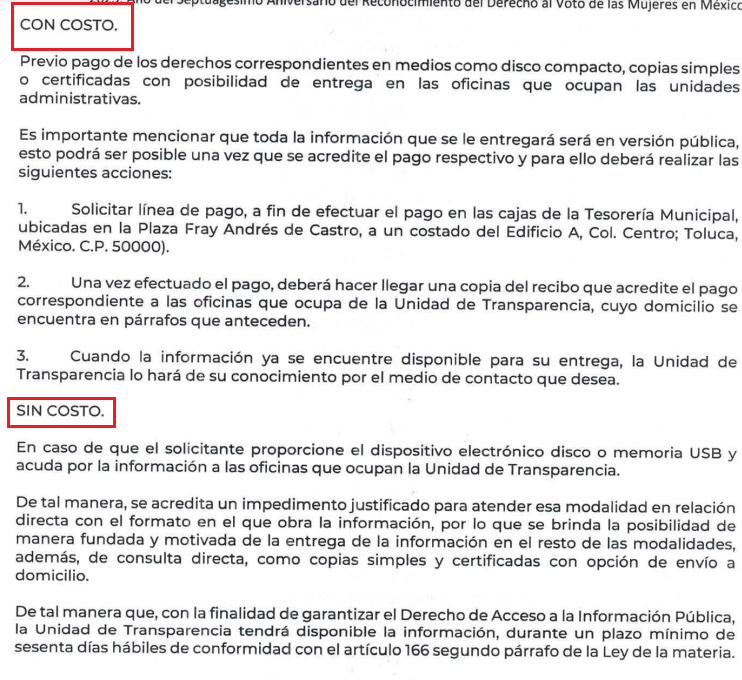 2023. Año del Septuagésimo Aniversario del Reconocimiento del Derecho al Voto de las Mujeres en México
CON COSTO.
Previo pago de los derechos correspondientes en medios como disco compacto, copias simples
o certificadas con posibilidad de entrega en las oficinas que ocupan las unidades
administrativas.
Es importante mencionar que toda la información que se le entregará será en versión pública,
esto podrá ser posible una vez que se acredite el pago respectivo y para ello deberá realizar las
siguientes acciones:
1. Solicitar línea de pago, a fin de efectuar el pago en las cajas de la Tesorería Municipal,
ubicadas en la Plaza Fray Andrés de Castro, a un costado del Edificio A, Col. Centro; Toluca,
México. C.P. 50000).
2. Una vez efectuado el pago, deberá hacer llegar una copia del recibo que acredite el pago
correspondiente a las oficinas que ocupa de la Unidad de Transparencia, cuyo domicilio se
encuentra en párrafos que anteceden.
3. Cuando la información ya se encuentre disponible para su entrega, la Unidad de
Transparencia lo hará de su conocimiento por el medio de contacto que desea.
SIN COSTO.
En caso de que el solicitante proporcione el dispositivo electrónico disco o memoria USB y
acuda por la información a las oficinas que ocupan la Unidad de Transparencia.
De tal manera, se acredita un impedimento justificado para atender esa modalidad en relación
directa con el formato en el que obra la información, por lo que se brinda la posibilidad de
manera fundada y motivada de la entrega de la información en el resto de las modalidades,
además, de consulta directa, como copias simples y certificadas con opción de envío a
domicilio.
De tal manera que, con la finalidad de garantizar el Derecho de Acceso a la Información Pública,
la Unidad de Transparencia tendrá disponible la información, durante un plazo mínimo de
sesenta días hábiles de conformidad con el artículo 166 segundo párrafo de la Ley de la materia.